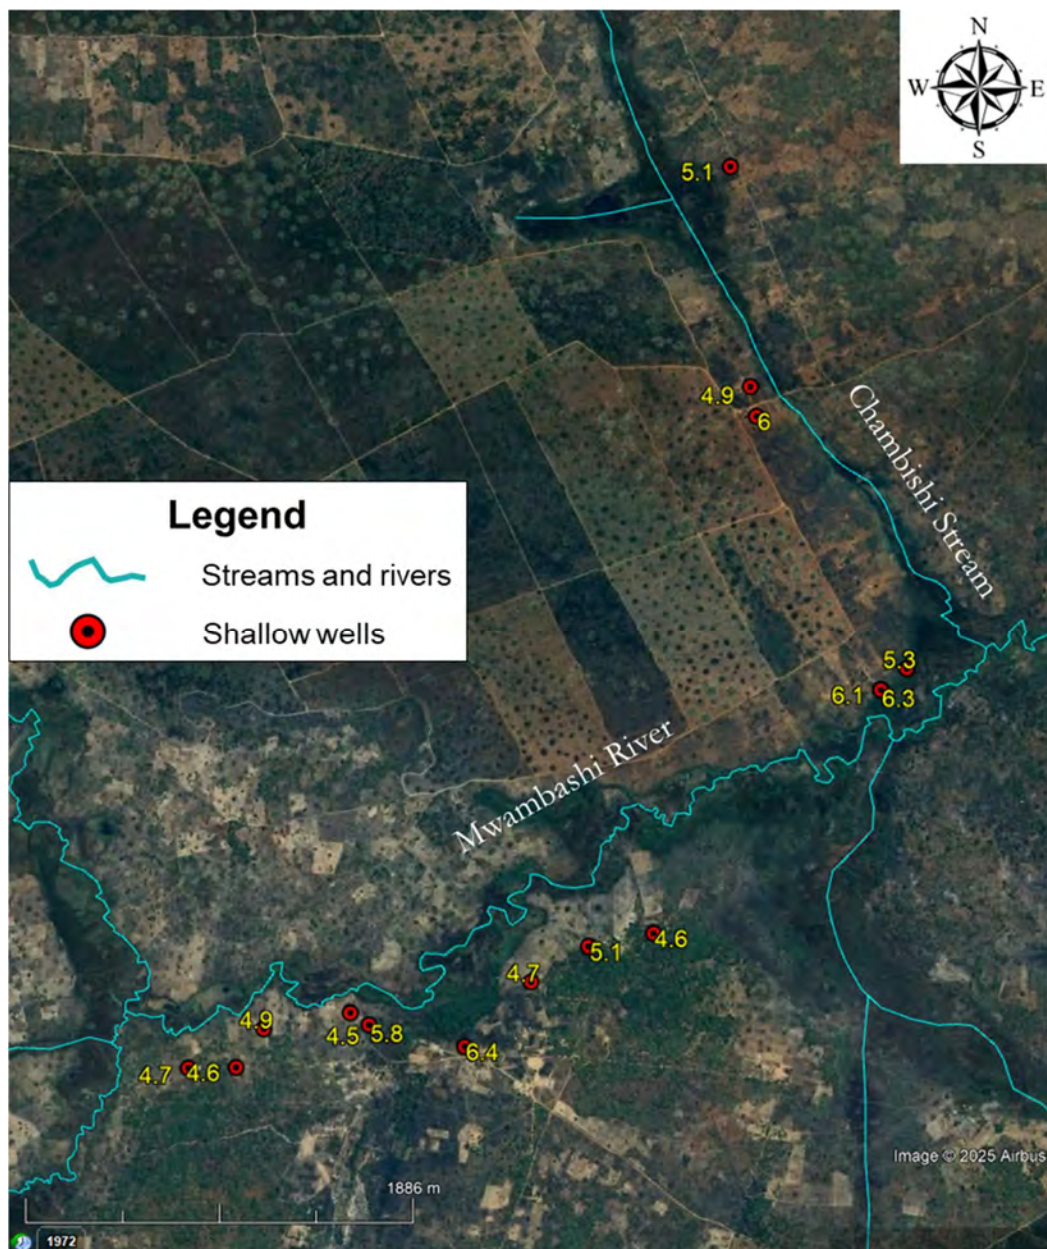 N
W E
S
5.1
4.9
6
Chambishi Stream
Legend
Streams and rivers
Shallow wells
5.3
6.1 6.3
Mwambashi River
4.6
5.1
4.7
4.9
4.5 5.8
6.4
4.7 4.6
Image © 2025 Airbus
1886 m
1972